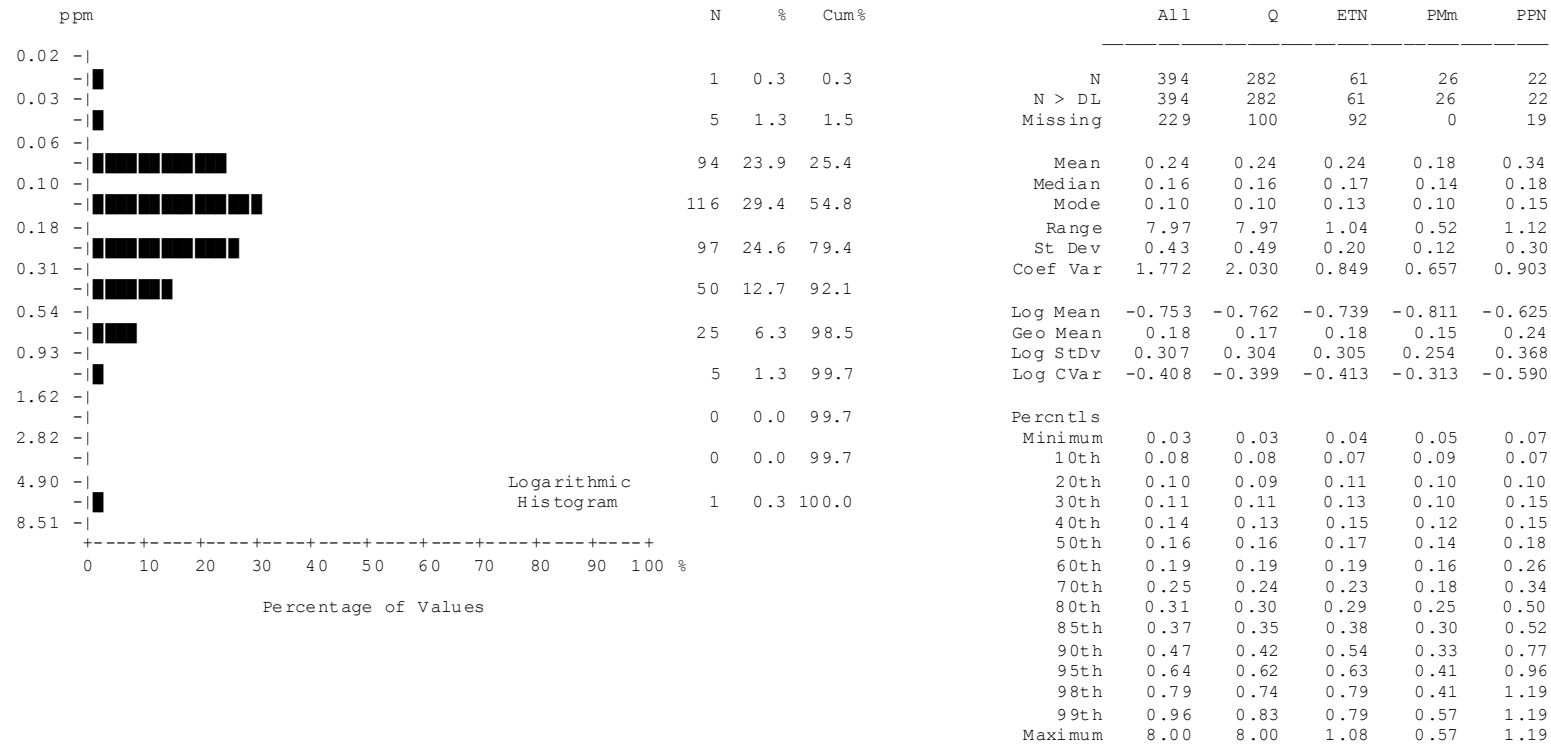 ppm N % Cum% All Q ETN PMm PPN
0.02 -|
-| 1 0.3 0.3 N 394 282 61 26 22
0.03 -| N > DL 394 282 61 26 22
-| 5 1.3 1.5 Missing 229 100 92 0 19
0.06 -|
-| 94 23.9 25.4 Mean 0.24 0.24 0.24 0.18 0.34
0.10 -| Median 0.16 0.16 0.17 0.14 0.18
-| 116 29.4 54.8 Mode 0.10 0.10 0.13 0.10 0.15
0.18 -| Range 7.97 7.97 1.04 0.52 1.12
-| 97 24.6 79.4 St Dev 0.43 0.49 0.20 0.12 0.30
0.31 -| Coef Var 1.772 2.030 0.849 0.657 0.903
-| 50 12.7 92.1
0.54 -| Log Mean -0.753 -0.762 -0.739 -0.811 -0.625
-| 25 6.3 98.5 Geo Mean 0.18 0.17 0.18 0.15 0.24
0.93 -| Log StDv 0.307 0.304 0.305 0.254 0.368
-| 5 1.3 99.7 Log CVar -0.408 -0.399 -0.413 -0.313 -0.590
1.62 -|
-| 0 0.0 99.7 Percntls
2.82 -| Minimum 0.03 0.03 0.04 0.05 0.07
-| 0 0.0 99.7 10th 0.08 0.08 0.07 0.09 0.07
4.90 -| Logarithmic 20th 0.10 0.09 0.11 0.10 0.10
-| Histogram 1 0.3 100.0 30th 0.11 0.11 0.13 0.10 0.15
8.51 -| 40th 0.14 0.13 0.15 0.12 0.15
+----+----+----+----+----+----+----+----+----+----+ 50th 0.16 0.16 0.17 0.14 0.18
0 10 20 30 40 50 60 70 80 90 100 % 60th 0.19 0.19 0.19 0.16 0.26
70th 0.25 0.24 0.23 0.18 0.34
Percentage of Values 80th 0.31 0.30 0.29 0.25 0.50
85th 0.37 0.35 0.38 0.30 0.52
90th 0.47 0.42 0.54 0.33 0.77
95th 0.64 0.62 0.63 0.41 0.96
98th 0.79 0.74 0.79 0.41 1.19
99th 0.96 0.83 0.79 0.57 1.19
Maximum 8.00 8.00 1.08 0.57 1.19